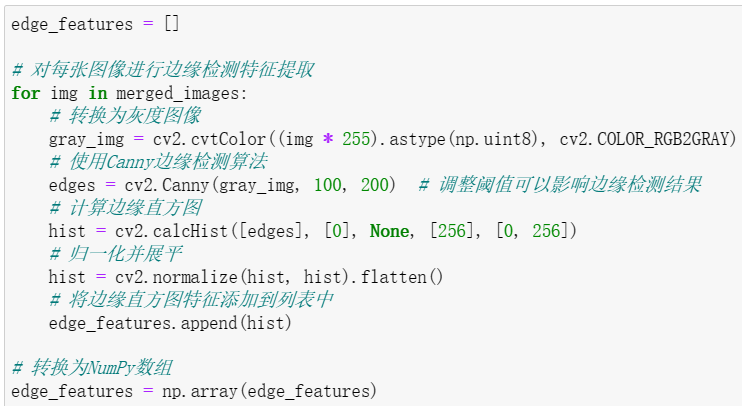 edge_features = []
# 对每张图像进行边缘检测特征提取
for img in merged_images:
    # 转换为灰度图像
    gray_img = cv2.cvtColor((img * 255).astype(np.uint8), cv2.COLOR_RGB2GRAY)
    # 使用Canny边缘检测算法
    edges = cv2.Canny(gray_img, 100, 200)  # 调整阈值可以影响边缘检测结果
    # 计算边缘直方图
    hist = cv2.calcHist([edges], [0], None, [256], [0, 256])
    # 归一化并展平
    hist = cv2.normalize(hist, hist).flatten()
    # 将边缘直方图特征添加到列表中
    edge_features.append(hist)
# 转换为NumPy数组
edge_features = np.array(edge_features)